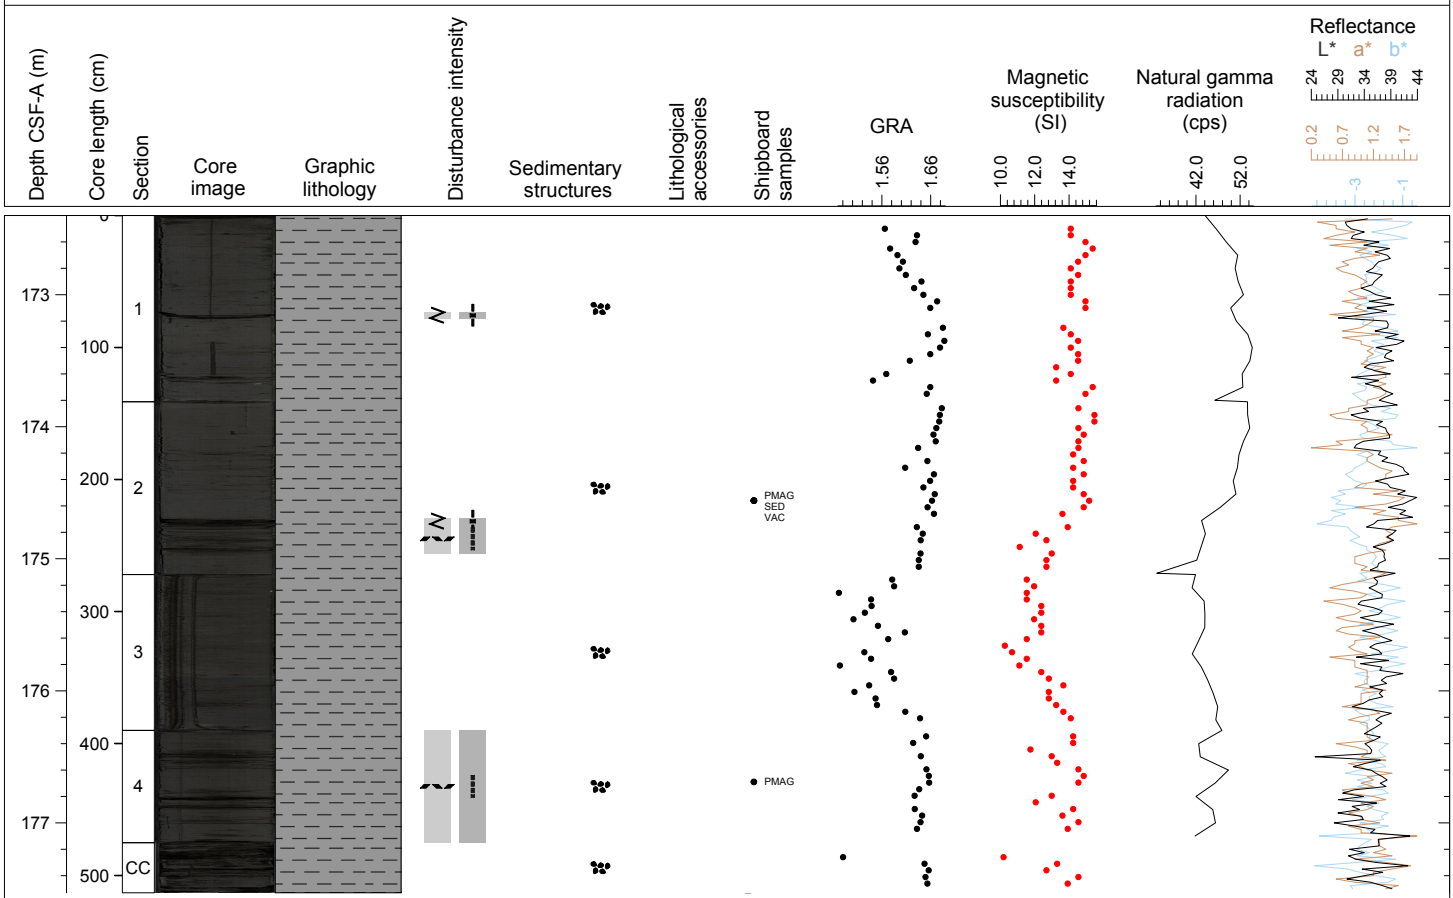 Depth CSF-A (m)
Core length (cm)
Section
Core
image
Graphic
lithology
Disturbance intensity
Sedimentary
structures
Lithological
accessories
Shipboard
samples
GRA
1.56
1.66
Magnetic
susceptibility
(SI)
10.0
12.0
14.0
Natural gamma
radiation
(cps)
42.0
52.0
Reflectance
L* a* b*
24
29
34
39
44
0.2
0.7
1.2
1.7
-3
-1
0
173
1
100
174
2
200
PMAG
SED
VAC
175
300
3
176
400
4
PMAG
177
CC
500